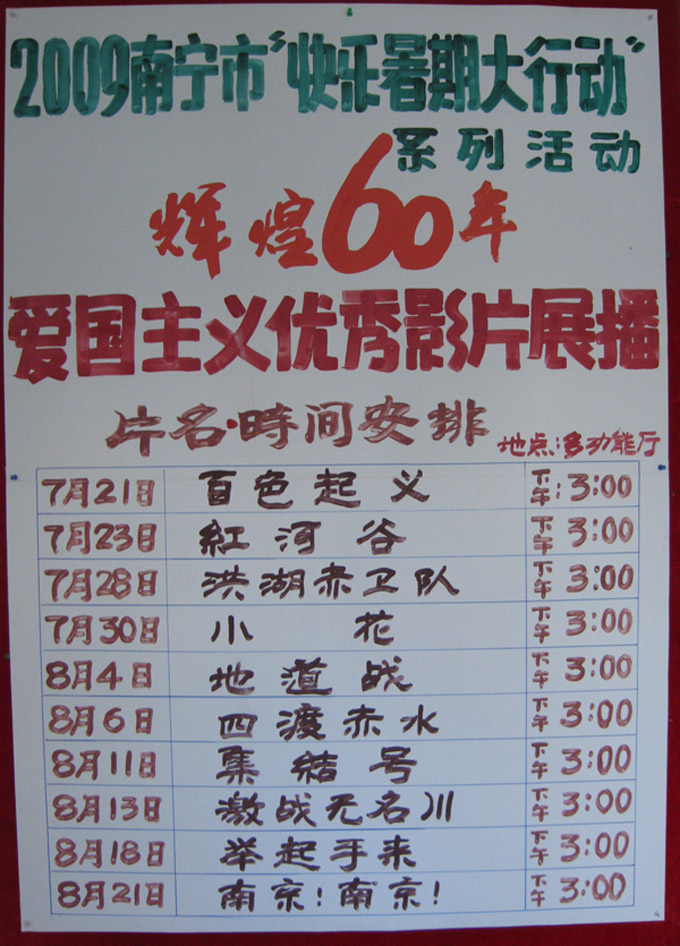 2009南宁市"快乐暑期大行动"
系列活动
辉煌60年
爱国主义优秀影片展播
片名·時间安排 地点:多功能厅
7月21日 百色起义 下午:3:00
7月23日 紅河谷 下午3:00
7月28日 洪湖赤卫队 下午3:00
7月30日 小花 下午3:00
8月4日 地道战 下午3:00
8月6日 四渡赤水 下午3:00
8月11日 集结号 下午3:00
8月13日 激战无名川 下午3:00
8月18日 举起手来 下午3:00
8月21日 南京!南京! 下午3:00